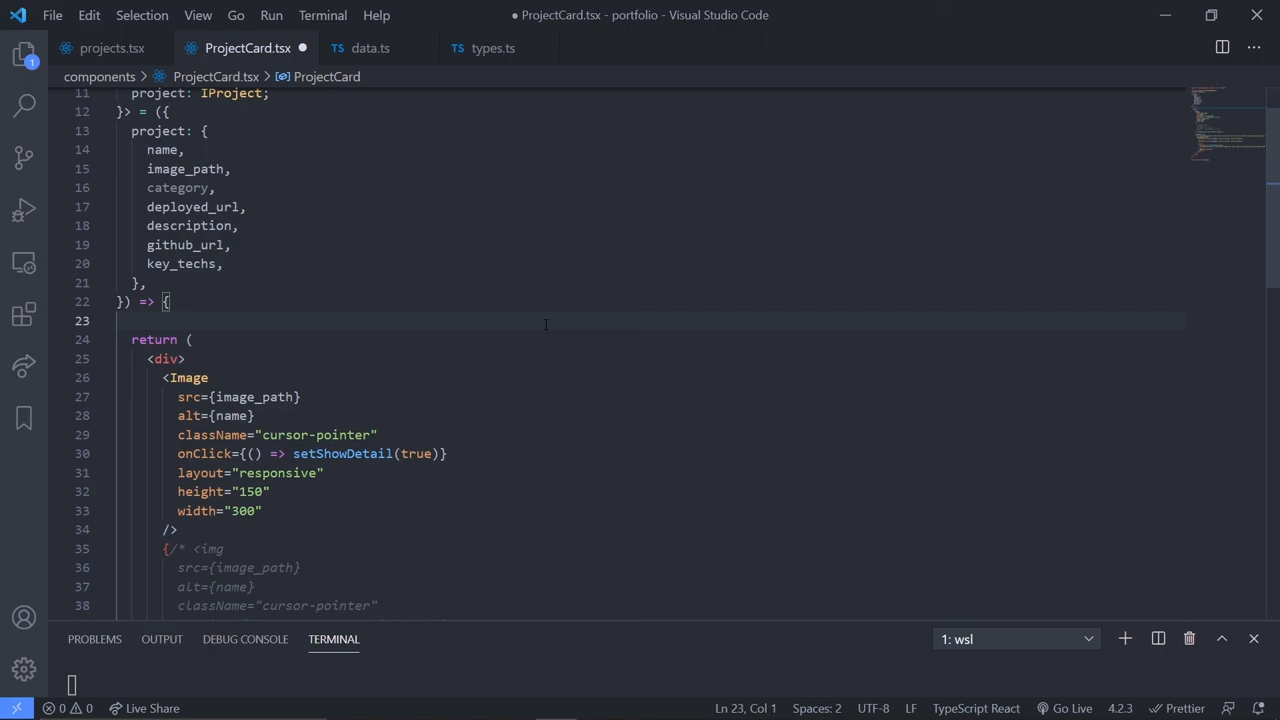 File Edit Selection View Go Run Terminal Help
● ProjectCard.tsx - portfolio - Visual Studio Code
projects.tsx ProjectCard.tsx TS data.ts TS types.ts
components > ProjectCard.tsx > ProjectCard
1
11 project: IProject;
12 }> = ({
13 project: {
14 name,
15 image_path,
16 category,
17 deployed_url,
18 description,
19 github_url,
20 key_techs,
21 },
22 }) => {
23
24 return (
25 <div>
26 <Image
27 src={image_path}
28 alt={name}
29 className="cursor-pointer"
30 onClick={() => setShowDetail(true)}
31 layout="responsive"
32 height="150"
33 width="300"
34 />
35 {/* <img
36 src={image_path}
37 alt={name}
38 className="cursor-pointer"
PROBLEMS OUTPUT DEBUG CONSOLE TERMINAL 1: wsl
0 0 Live Share Ln 23, Col 1 Spaces: 2 UTF-8 LF TypeScript React Go Live 4.2.3 Prettier